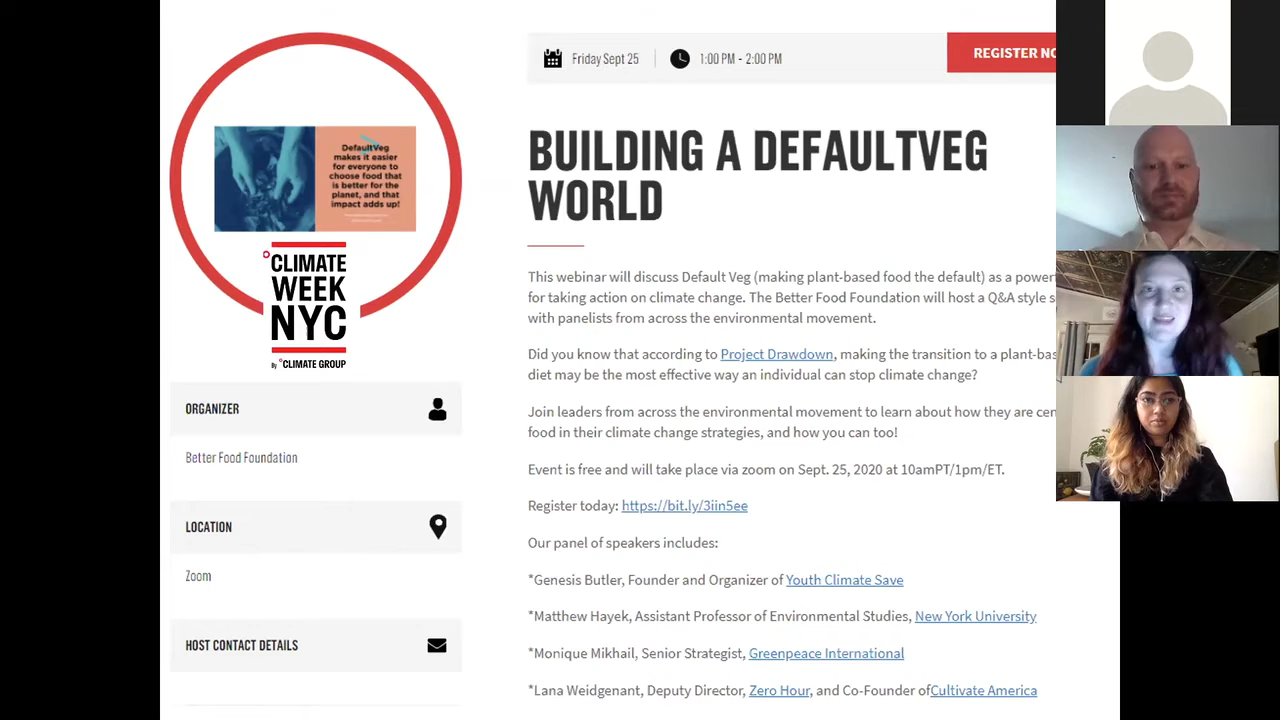 DefaultVeg
makes it easier
for everyone to
choose food that
is better for the
planet, and that
impact adds up!
CLIMATE
WEEK
NYC
By °CLIMATE GROUP
ORGANIZER
Better Food Foundation
LOCATION
Zoom
HOST CONTACT DETAILS
Friday Sept 25
1:00 PM - 2:00 PM
REGISTER NO
BUILDING A DEFAULTVEG
WORLD
This webinar will discuss Default Veg (making plant-based food the default) as a power
for taking action on climate change. The Better Food Foundation will host a Q&A style s
with panelists from across the environmental movement.
Did you know that according to Project Drawdown, making the transition to a plant-bas
diet may be the most effective way an individual can stop climate change?
Join leaders from across the environmental movement to learn about how they are cen
food in their climate change strategies, and how you can too!
Event is free and will take place via zoom on Sept. 25, 2020 at 10amPT/1pm/ET.
Register today: https://bit.ly/3iin5ee
Our panel of speakers includes:
*Genesis Butler, Founder and Organizer of Youth Climate Save
*Matthew Hayek, Assistant Professor of Environmental Studies, New York University
*Monique Mikhail, Senior Strategist, Greenpeace International
*Lana Weidgenant, Deputy Director, Zero Hour, and Co-Founder ofCultivate America